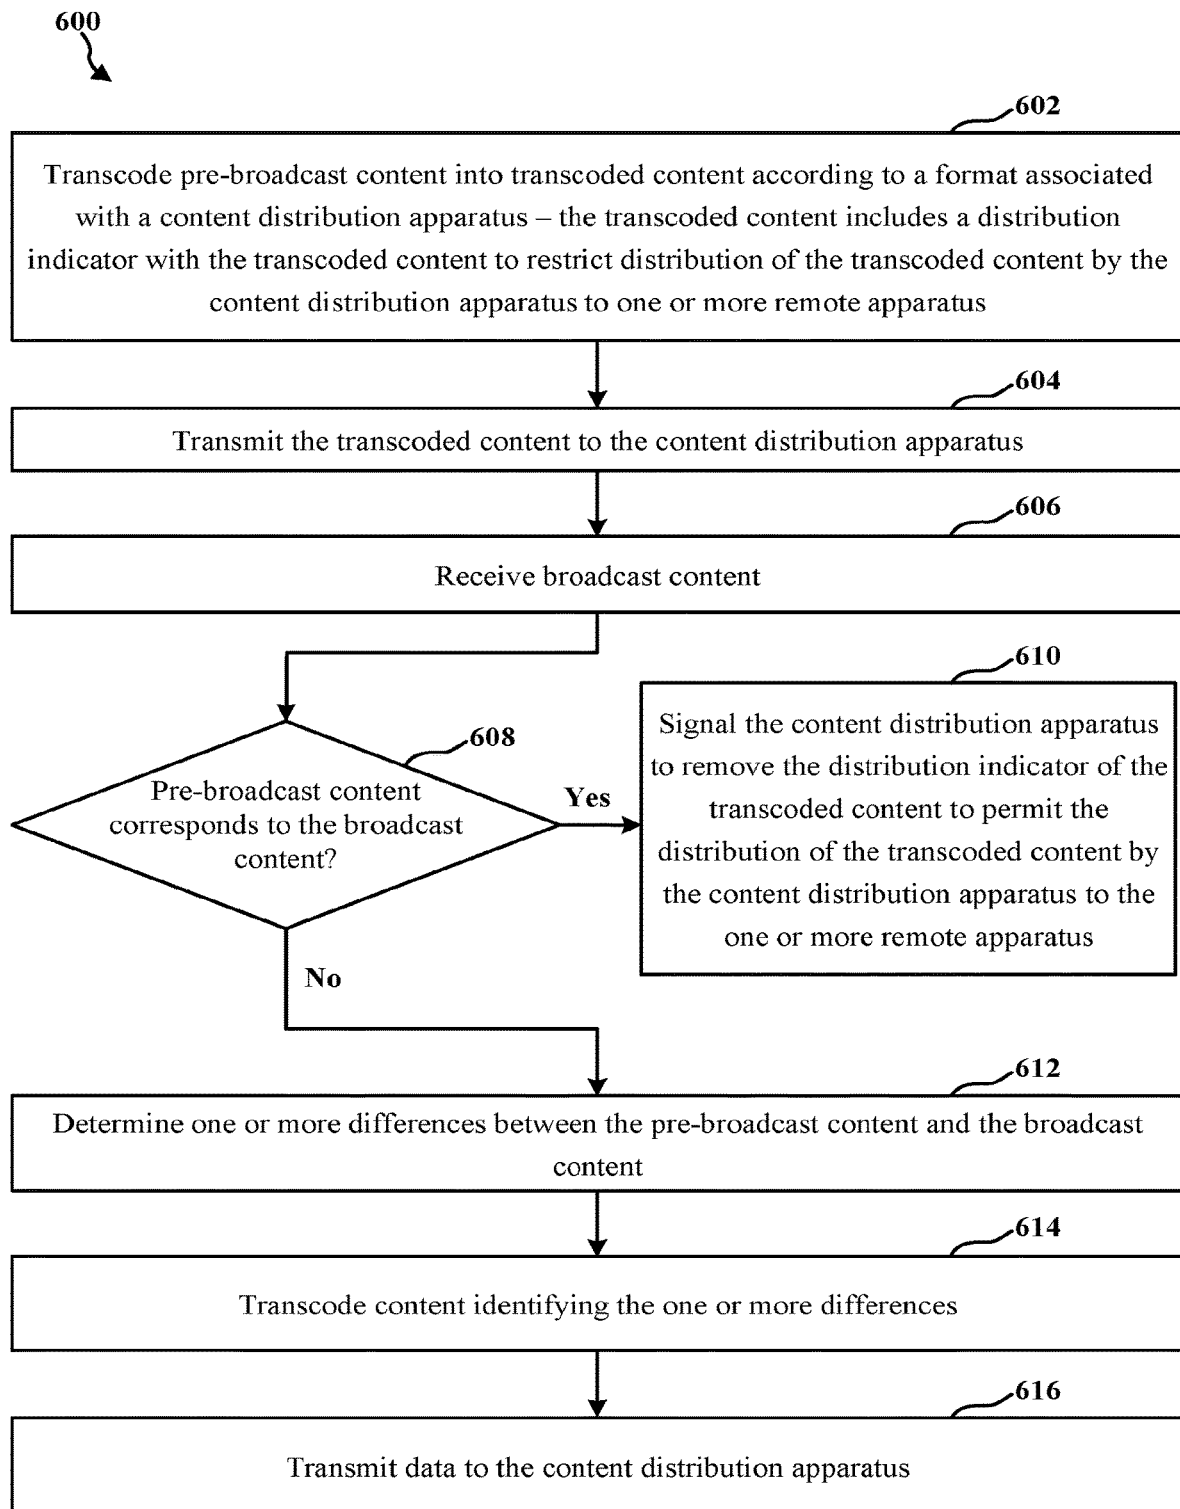 600
602
Transcode pre-broadcast content into transcoded content according to a format associated
with a content distribution apparatus – the transcoded content includes a distribution
indicator with the transcoded content to restrict distribution of the transcoded content by the
content distribution apparatus to one or more remote apparatus
604
Transmit the transcoded content to the content distribution apparatus
606
Receive broadcast content
608
Pre-broadcast content
corresponds to the broadcast
content?
Yes
610
Signal the content distribution apparatus
to remove the distribution indicator of the
transcoded content to permit the
distribution of the transcoded content by
the content distribution apparatus to the
one or more remote apparatus
No
612
Determine one or more differences between the pre-broadcast content and the broadcast
content
614
Transcode content identifying the one or more differences
616
Transmit data to the content distribution apparatus